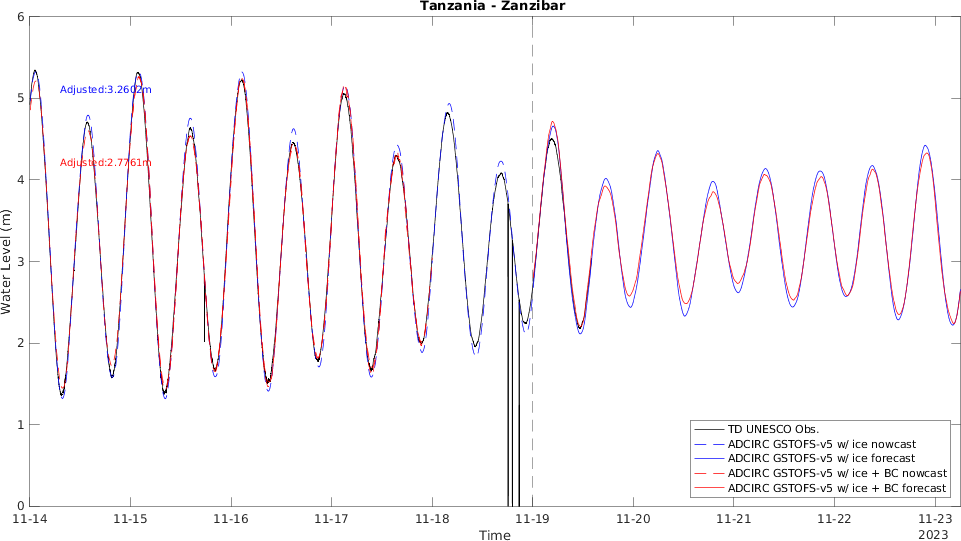 Tanzania - Zanzibar
6
5
4
3
2
1
0
Water Level (m)
Adjusted:3.2602m
Adjusted:2.7761m
TD UNESCO Obs.
ADCIRC GSTOFS-v5 w/ ice nowcast
ADCIRC GSTOFS-v5 w/ ice forecast
ADCIRC GSTOFS-v5 w/ ice + BC nowcast
ADCIRC GSTOFS-v5 w/ ice + BC forecast
11-14 11-15 11-16 11-17 11-18 11-19 11-20 11-21 11-22 11-23
Time 2023